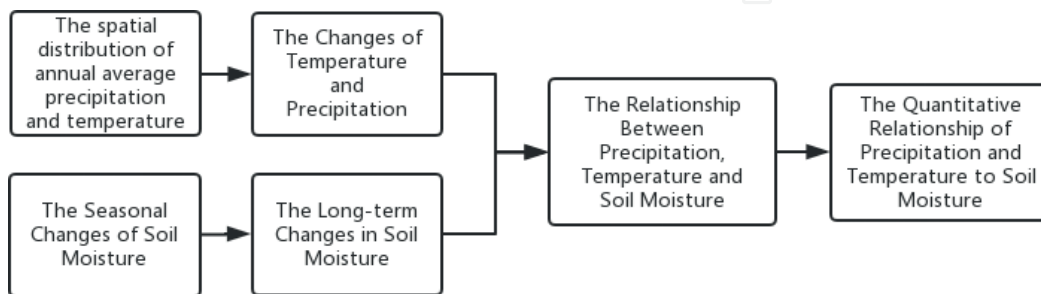 The spatial
distribution of
annual average
precipitation
and temperature
The Changes of
Temperature
and
Precipitation
The Seasonal
Changes of Soil
Moisture
The Long-term
Changes in Soil
Moisture
The Relationship
Between
Precipitation,
Temperature and
Soil Moisture
The Quantitative
Relationship of
Precipitation and
Temperature to Soil
Moisture